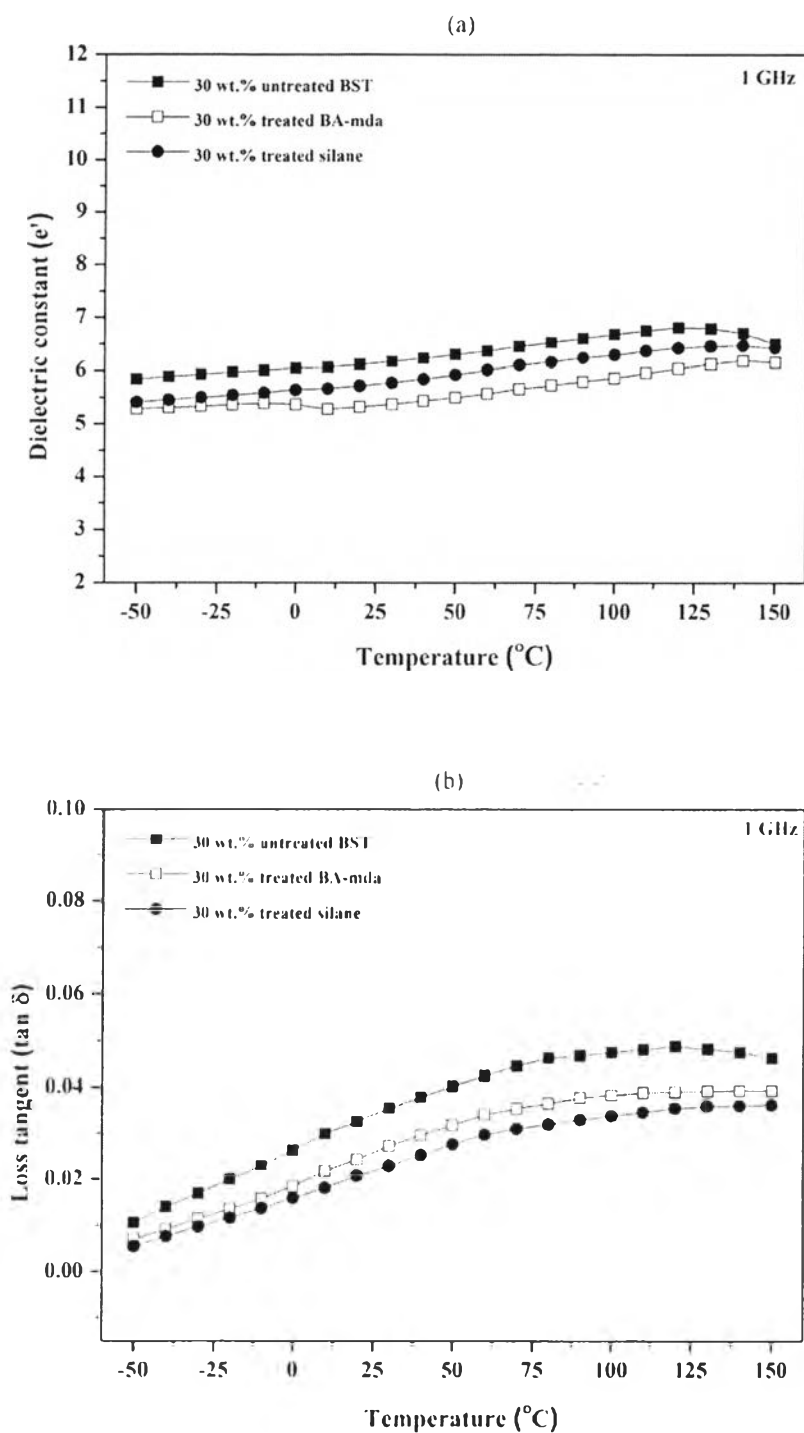 (a)
12
11
10
9
8
7
6
5
4
3
2
30 wt.% untreated BST
30 wt.% treated BA-mda
30 wt.% treated silane
1 GHz
Dielectric constant (e')
-50 -25 0 25 50 75 100 125 150
Temperature (°C)
(b)
0.10
0.08
0.06
0.04
0.02
0.00
30 wt.% untreated BST
30 wt.% treated BA-mda
30 wt.% treated silane
1 GHz
Loss tangent (tan δ)
-50 -25 0 25 50 75 100 125 150
Temperature (°C)